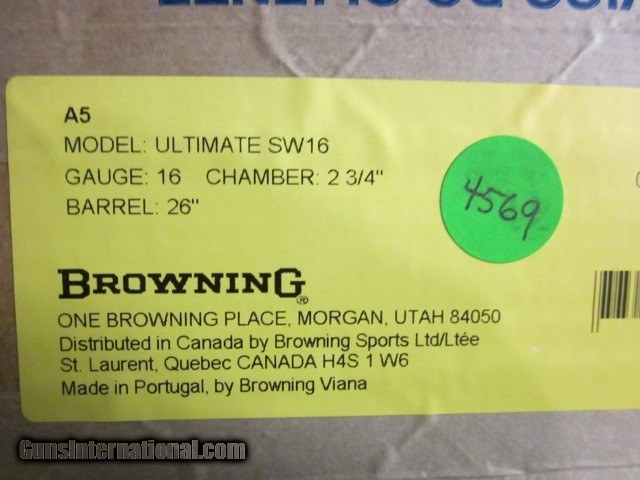 A5
MODEL: ULTIMATE SW16
GAUGE: 16 CHAMBER: 2 3/4"
BARREL: 26"
4569
BROWNING®
ONE BROWNING PLACE, MORGAN, UTAH 84050
Distributed in Canada by Browning Sports Ltd/Ltée
St. Laurent, Quebec CANADA H4S 1 W6
Made in Portugal, by Browning Viana
GunsInternational.com